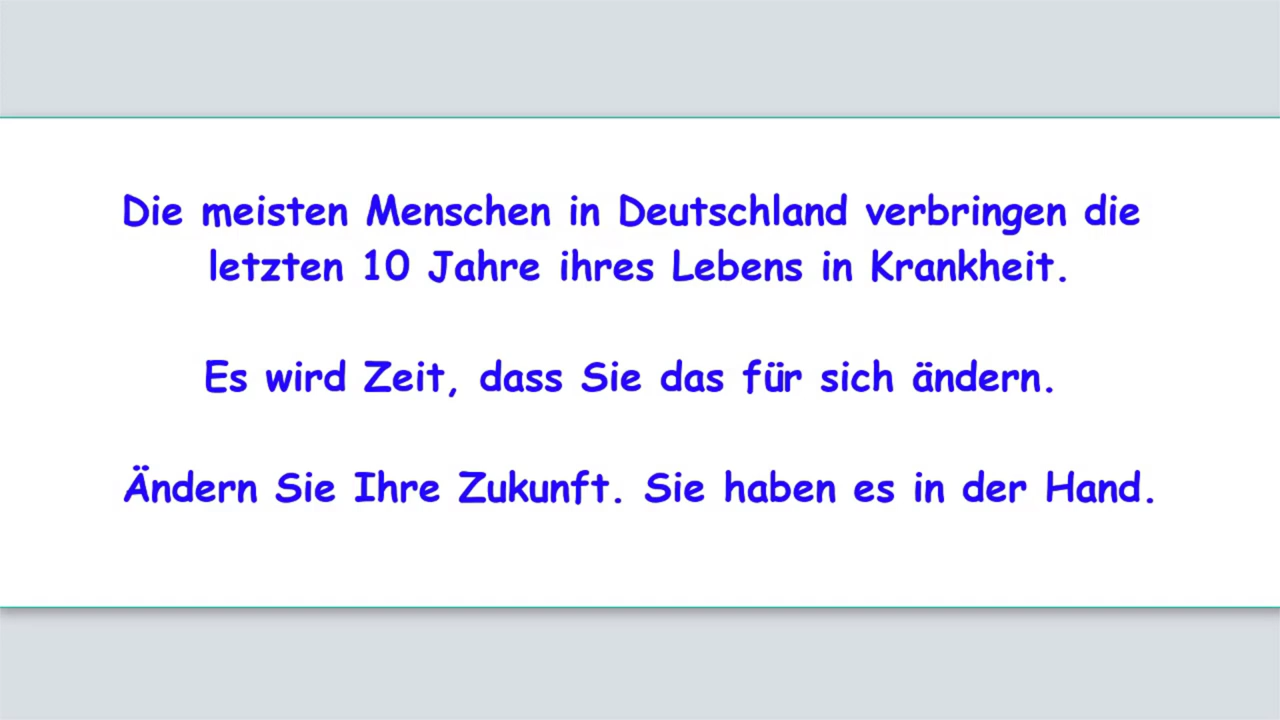 Die meisten Menschen in Deutschland verbringen die
letzten 10 Jahre ihres Lebens in Krankheit.
Es wird Zeit, dass Sie das für sich ändern.
Ändern Sie Ihre Zukunft. Sie haben es in der Hand.